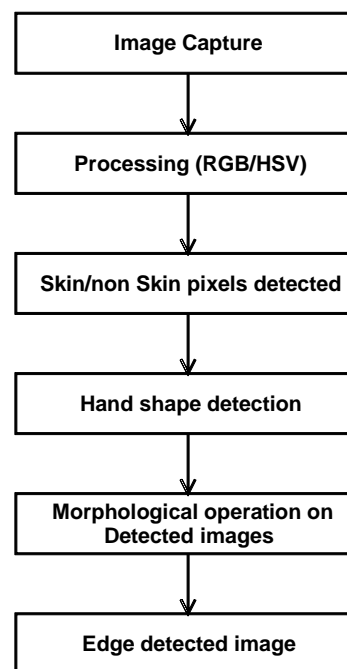 Image Capture
Processing (RGB/HSV)
Skin/non Skin pixels detected
Hand shape detection
Morphological operation on
Detected images
Edge detected image